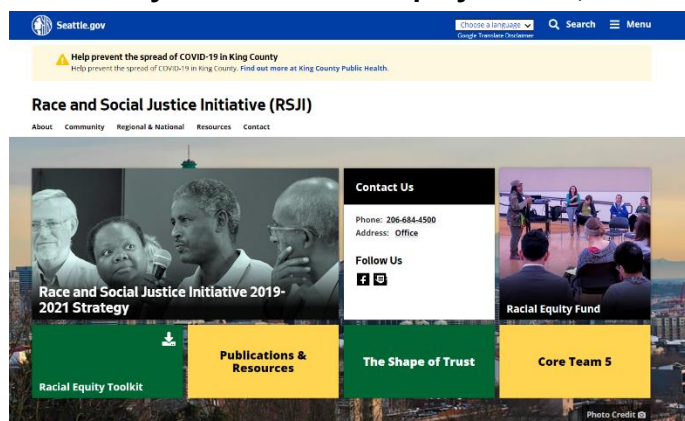 Seattle.gov
Choose a language
Google Translate Disclaimer
Search
Menu
Help prevent the spread of COVID-19 in King County
Help prevent the spread of COVID-19 in King County. Find out more at King County Public Health.
Race and Social Justice Initiative (RSJI)
About Community Regional & National Resources Contact
Race and Social Justice Initiative 2019-
2021 Strategy
Contact Us
Phone: 206-684-4500
Address: Office
Follow Us
Racial Equity Fund
Racial Equity Toolkit
Publications &
Resources
The Shape of Trust
Core Team 5
Photo Credit